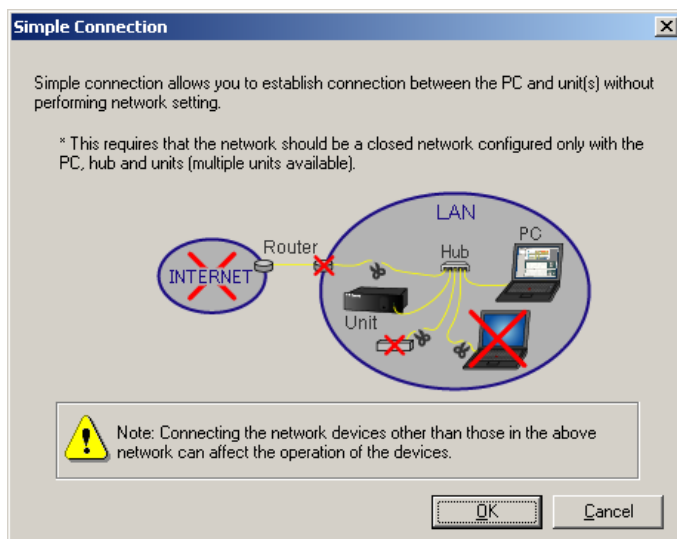 Simple Connection
Simple connection allows you to establish connection between the PC and unit(s) without
performing network setting.
* This requires that the network should be a closed network configured only with the
PC, hub and units (multiple units available).
LAN
PC
Router
Hub
INTERNET
Unit
Note: Connecting the network devices other than those in the above
network can affect the operation of the devices.
OK
Cancel